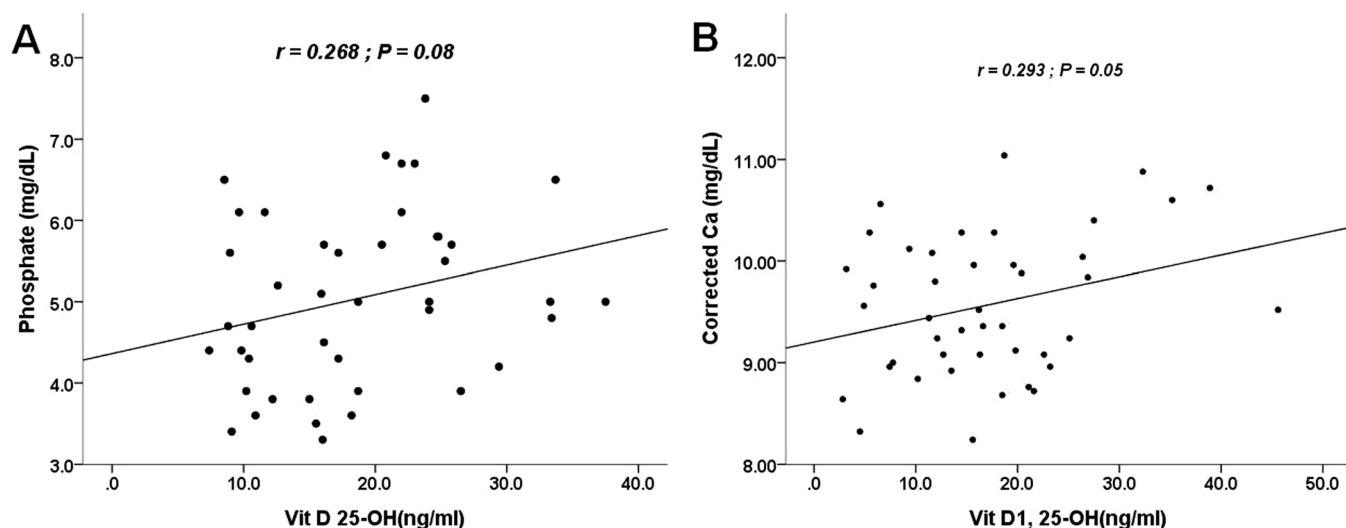 A
r = 0.268 ; P = 0.08
Phosphate (mg/dL)
8.0
7.0
6.0
5.0
4.0
3.0
.0
10.0
20.0
30.0
40.0
Vit D 25-OH(ng/ml)
B
r = 0.293 ; P = 0.05
Corrected Ca (mg/dL)
12.00
11.00
10.00
9.00
8.00
.0
10.0
20.0
30.0
40.0
50.0
Vit D1, 25-OH(ng/ml)